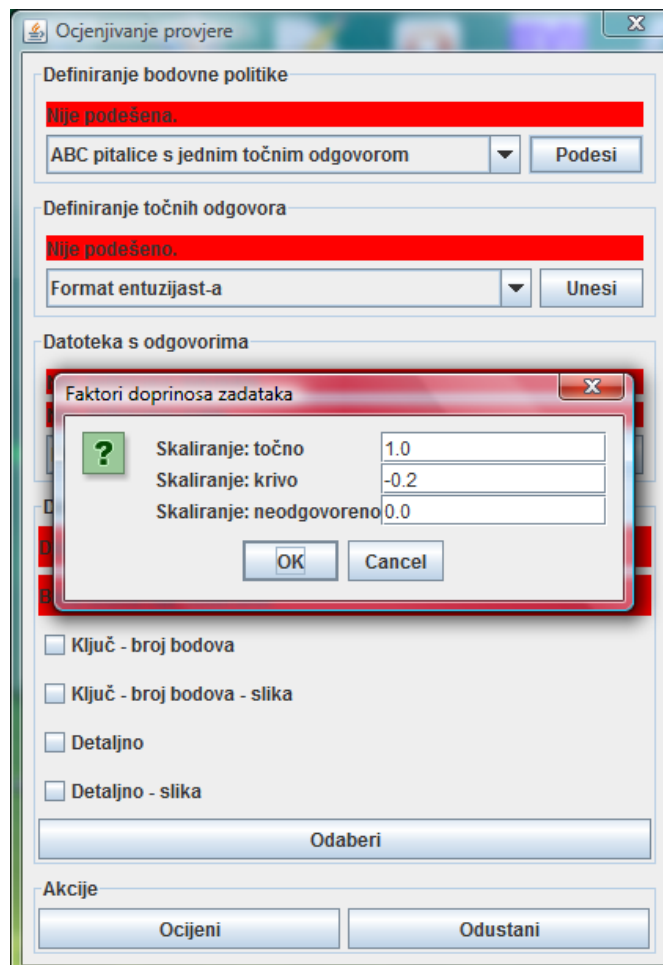 Ocjenjivanje provjere
Definiranje bodovne politike
Nije podešena.
ABC pitalice s jednim točnim odgovorom
Podesi
Definiranje točnih odgovora
Nije podešeno.
Format entuzijast-a
Unesi
Datoteka s odgovorima
Faktori doprinosa zadataka
?
Skaliranje: točno 1.0
Skaliranje: krivo -0.2
Skaliranje: neodgovoreno 0.0
OK Cancel
Ključ - broj bodova
Ključ - broj bodova - slika
Detaljno
Detaljno - slika
Odaberi
Akcije
Ocijeni Odustani